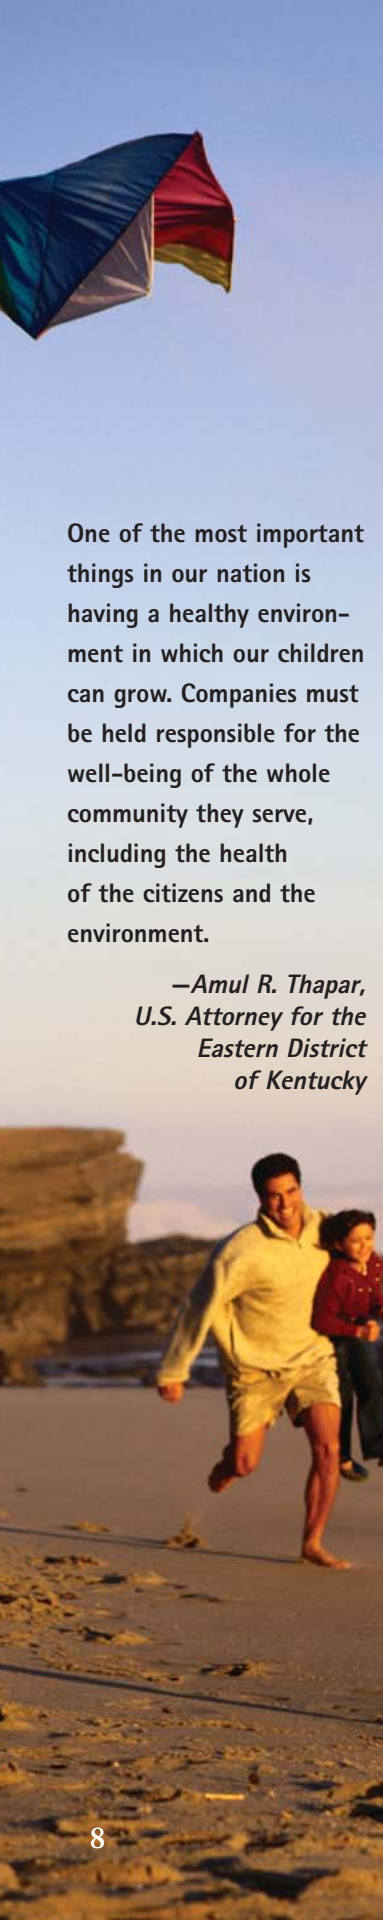 One of the most important
things in our nation is
having a healthy environ-
ment in which our children
can grow. Companies must
be held responsible for the
well-being of the whole
community they serve,
including the health
of the citizens and the
environment.
—Amul R. Thapar,
U.S. Attorney for the
Eastern District
of Kentucky
8